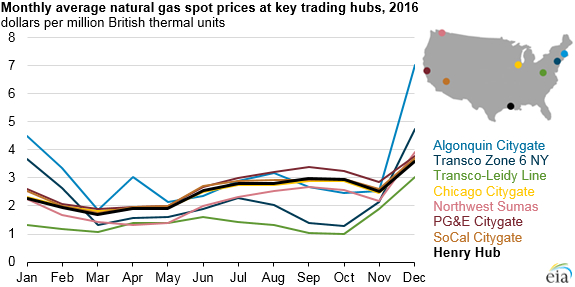 Monthly average natural gas spot prices at key trading hubs, 2016
dollars per million British thermal units
8
7
6
5
4
3
2
1
0
Jan Feb Mar Apr May Jun Jul Aug Sep Oct Nov Dec
Algonquin Citygate
Transco Zone 6 NY
Transco-Leidy Line
Chicago Citygate
Northwest Sumas
PG&E Citygate
SoCal Citygate
Henry Hub
eia